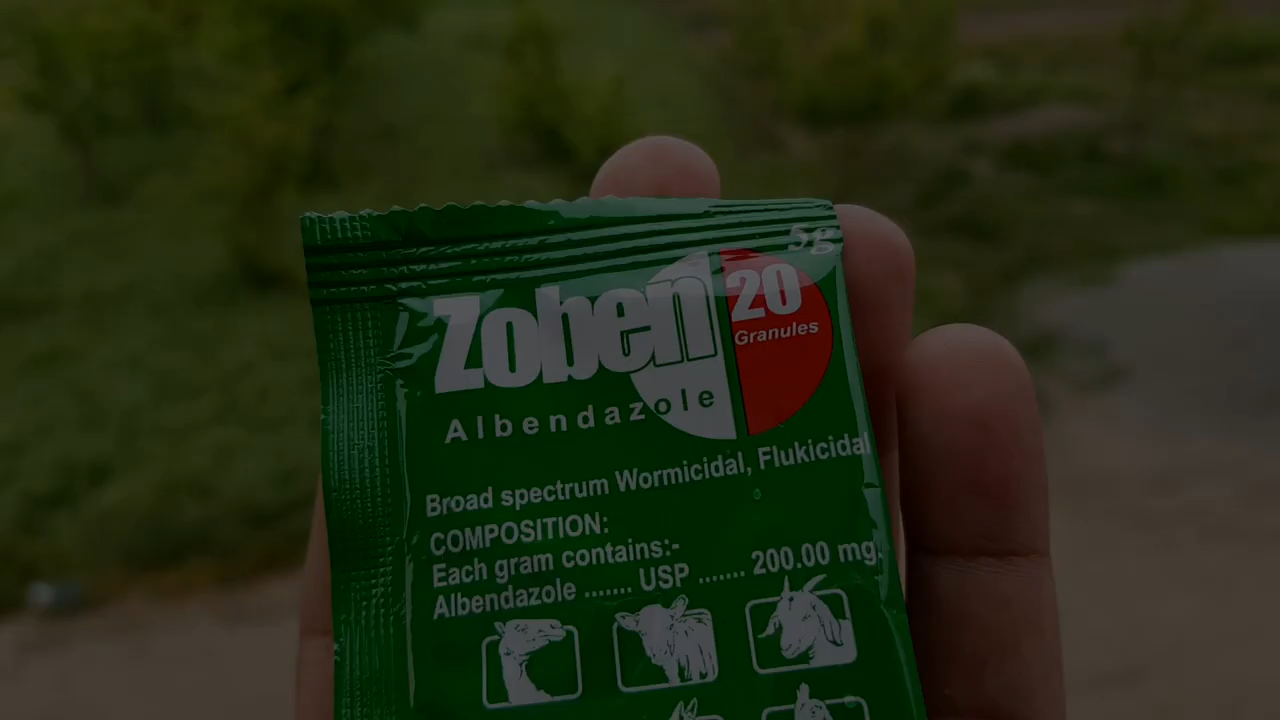 5g
Zoben 20
Granules
Albendazole
Broad spectrum Wormicidal, Flukicidal
COMPOSITION:
Each gram contains:-
Albendazole ....... USP ....... 200.00 mg.